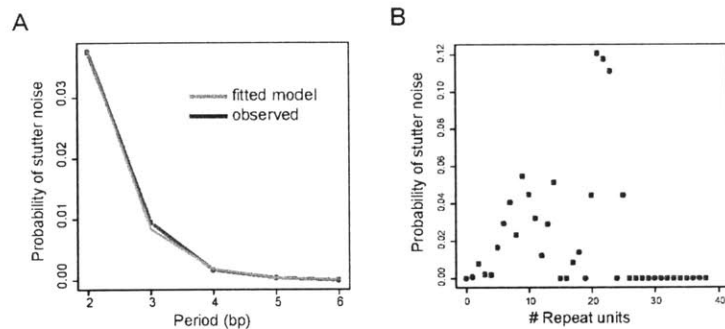 A
Probability of stutter noise
0.03
0.02
0.01
0.00
fitted model
observed
2 3 4 5 6
Period (bp)
B
Probability of stutter noise
0.12
0.10
0.08
0.06
0.04
0.02
0.00
0 10 20 30 40
# Repeat units